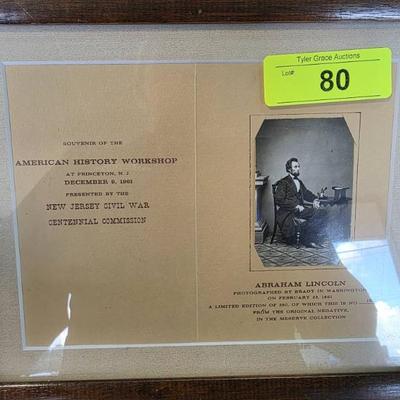 Tyler Grace Auctions
Lot#
80
SOUVENIR OF THE
AMERICAN HISTORY WORKSHOP
AT PRINCETON, N. J.
DECEMBER 9, 1961
PRESENTED BY THE
NEW JERSEY CIVIL WAR
CENTENNIAL COMMISSION
ABRAHAM LINCOLN
PHOTOGRAPHED BY BRADY IN WASHINGTON
ON FEBRUARY 23, 1861
A LIMITED EDITION OF 250, OF WHICH THIS IS NO.
FROM THE ORIGINAL NEGATIVE,
IN THE MESERVE COLLECTION